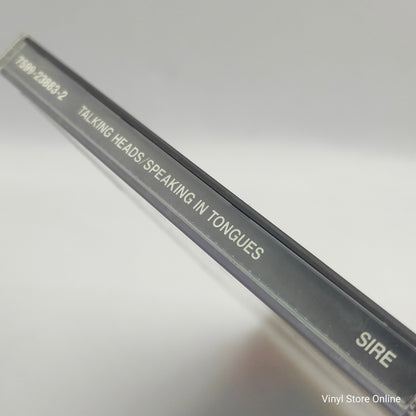 7599-23883-2 TALKING HEADS/SPEAKING IN TONGUES SIRE
Vinyl Store Online